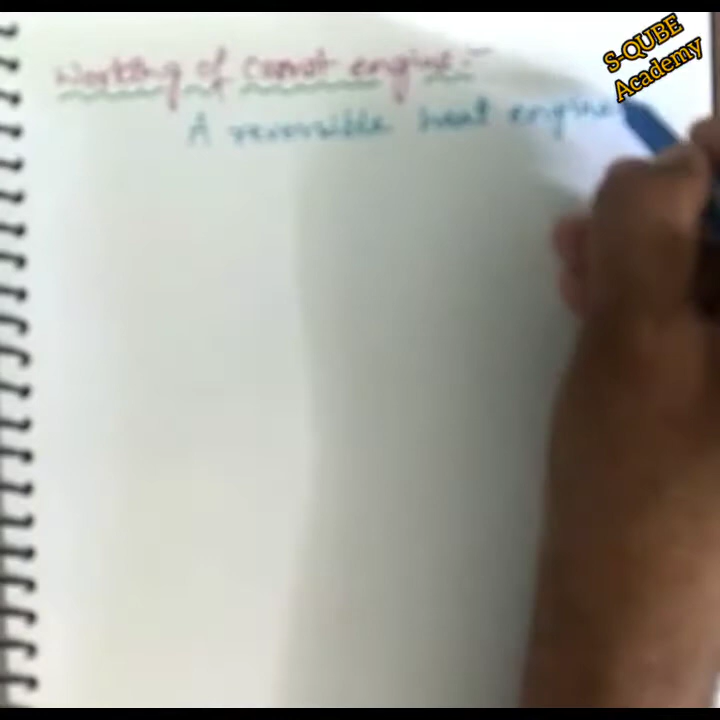 S-QUBE
Academy
Working of Carnot engine:-
A reversible heat engine